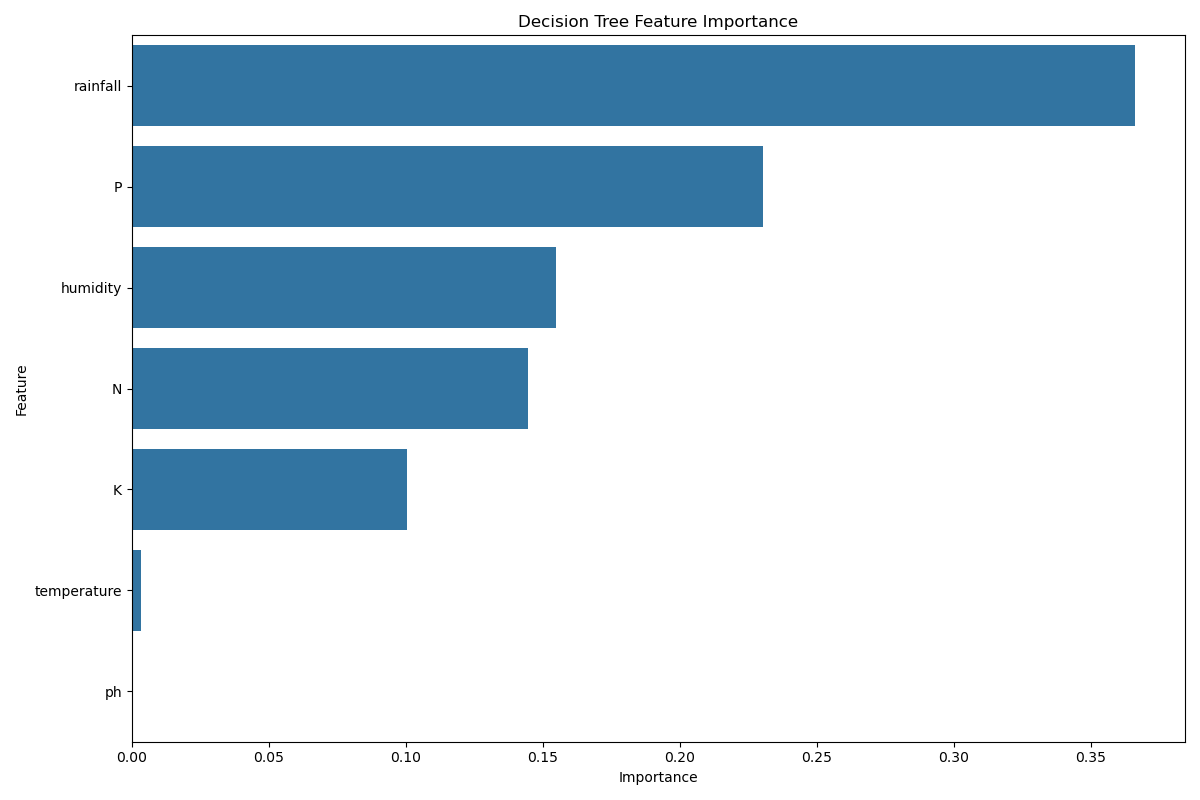 Decision Tree Feature Importance
rainfall
P
humidity
N
K
temperature
ph
Feature
0.00 0.05 0.10 0.15 0.20 0.25 0.30 0.35
Importance